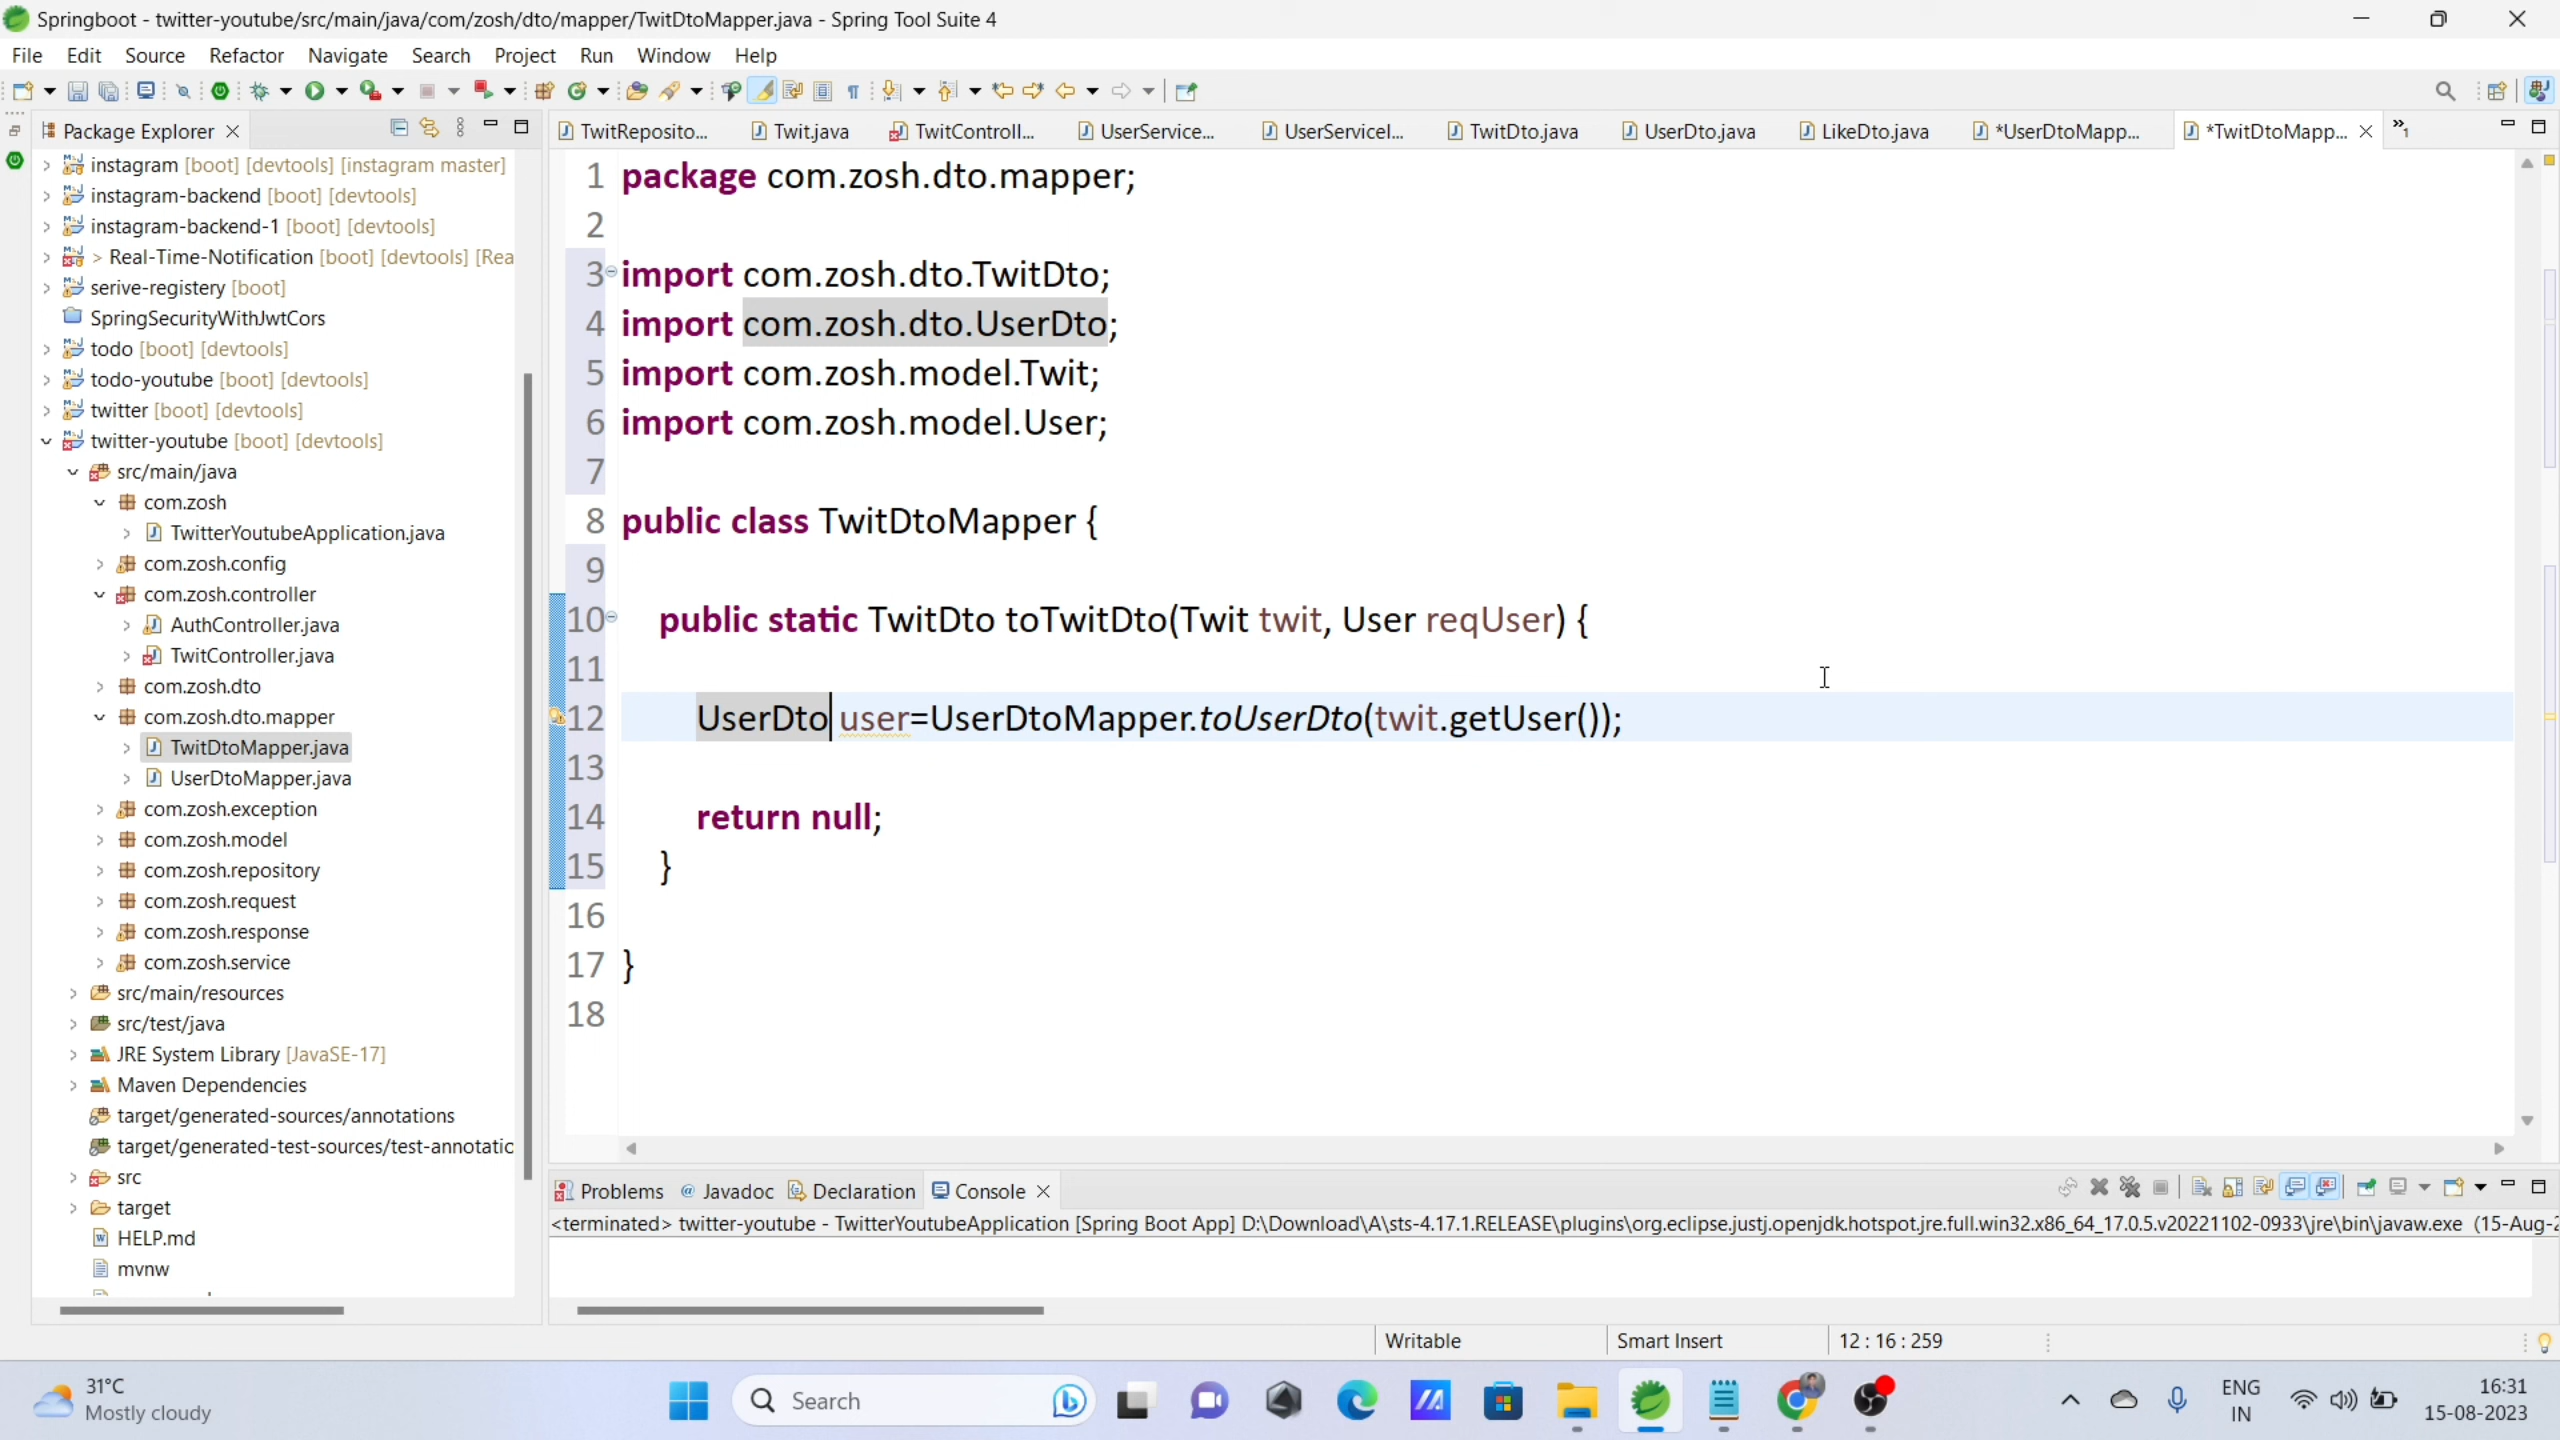 Springboot - twitter-youtube/src/main/java/com/zosh/dto/mapper/TwitDtoMapper.java - Spring Tool Suite 4
File Edit Source Refactor Navigate Search Project Run Window Help
Package Explorer
TwitReposito... Twit.java TwitControll... UserService... UserServiceI... TwitDto.java UserDto.java LikeDto.java *UserDtoMapp... *TwitDtoMapp... »1
instagram [boot] [devtools] [instagram master]
instagram-backend [boot] [devtools]
instagram-backend-1 [boot] [devtools]
> Real-Time-Notification [boot] [devtools] [Rea
serive-registery [boot]
SpringSecurityWithJwtCors
todo [boot] [devtools]
todo-youtube [boot] [devtools]
twitter [boot] [devtools]
twitter-youtube [boot] [devtools]
src/main/java
com.zosh
TwitterYoutubeApplication.java
com.zosh.config
com.zosh.controller
AuthController.java
TwitController.java
com.zosh.dto
com.zosh.dto.mapper
TwitDtoMapper.java
UserDtoMapper.java
com.zosh.exception
com.zosh.model
com.zosh.repository
com.zosh.request
com.zosh.response
com.zosh.service
src/main/resources
src/test/java
JRE System Library [JavaSE-17]
Maven Dependencies
target/generated-sources/annotations
target/generated-test-sources/test-annotatio
src
target
HELP.md
mvnw
1 package com.zosh.dto.mapper;
2
3 import com.zosh.dto.TwitDto;
4 import com.zosh.dto.UserDto;
5 import com.zosh.model.Twit;
6 import com.zosh.model.User;
7
8 public class TwitDtoMapper {
9
10 public static TwitDto toTwitDto(Twit twit, User reqUser) {
11
12 UserDto user=UserDtoMapper.toUserDto(twit.getUser());
13
14 return null;
15 }
16
17 }
18
Problems @ Javadoc Declaration Console
<terminated> twitter-youtube - TwitterYoutubeApplication [Spring Boot App] D:\Download\A\sts-4.17.1.RELEASE\plugins\org.eclipse.justj.openjdk.hotspot.jre.full.win32.x86_64_17.0.5.v20221102-0933\jre\bin\javaw.exe (15-Aug-2
Writable Smart Insert 12 : 16 : 259
31°C
Mostly cloudy
Search
ENG
IN
16:31
15-08-2023